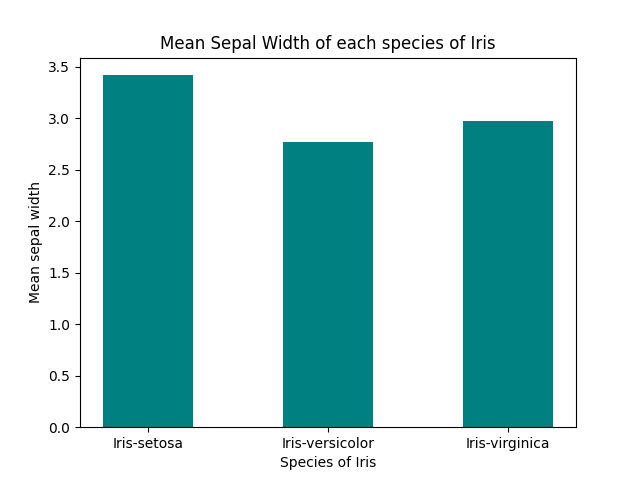 Mean Sepal Width of each species of Iris
3.5
3.0
2.5
2.0
1.5
1.0
0.5
0.0
Mean sepal width
Iris-setosa Iris-versicolor Iris-virginica
Species of Iris